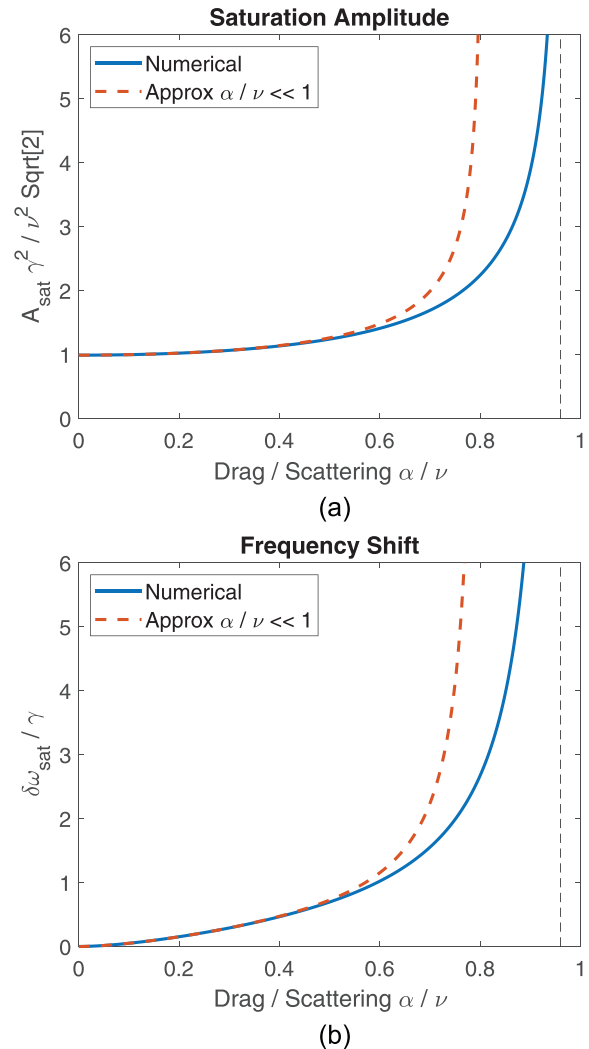 Saturation Amplitude
6
5
4
3
2
1
0
A_sat γ² / ν² Sqrt[2]
Numerical
Approx α / ν << 1
0 0.2 0.4 0.6 0.8 1
Drag / Scattering α / ν
(a)
Frequency Shift
6
5
4
3
2
1
0
δω_sat / γ
Numerical
Approx α / ν << 1
0 0.2 0.4 0.6 0.8 1
Drag / Scattering α / ν
(b)